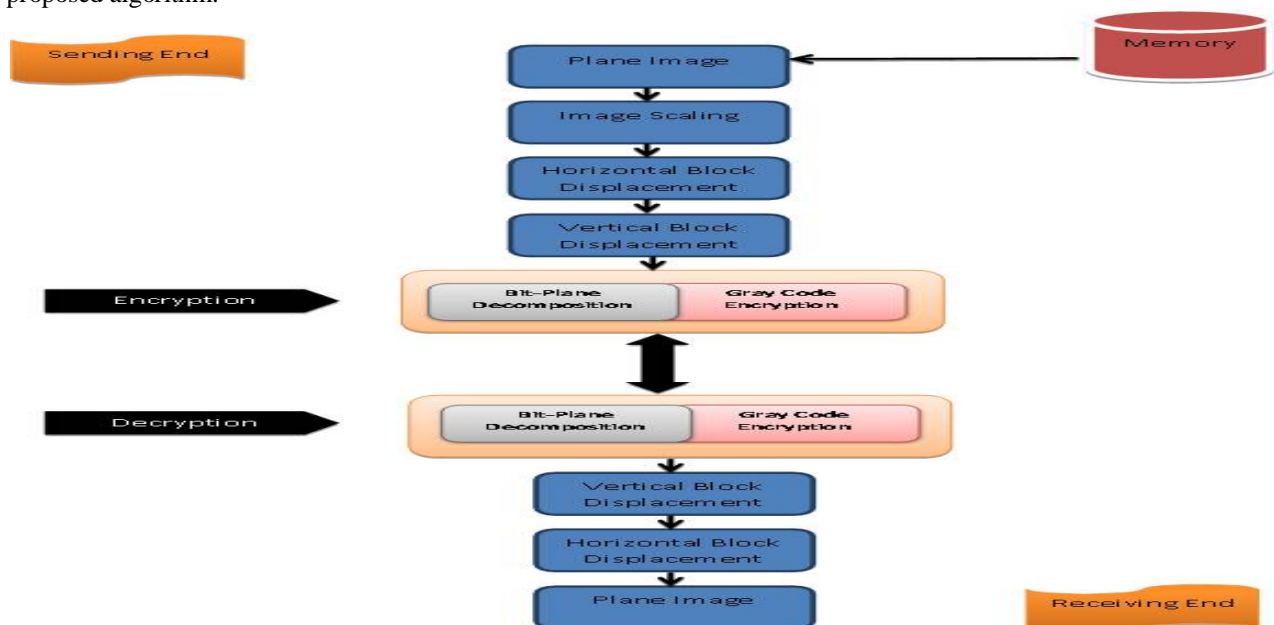 proposed algorithm.
Sending End
Memory
Plane Image
Image Scaling
Horizontal Block
Displacement
Vertical Block
Displacement
Encryption
Bit-Plane
Decomposition
Gray Code
Encryption
Decryption
Bit-Plane
Decomposition
Gray Code
Encryption
Vertical Block
Displacement
Horizontal Block
Displacement
Plane Image
Receiving End